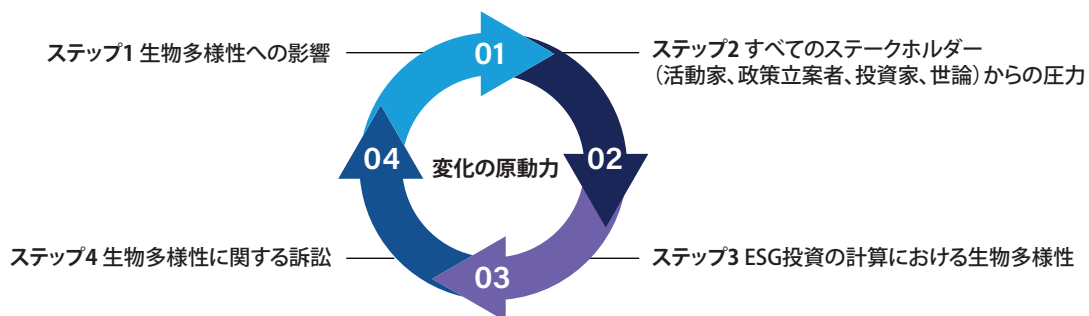 ステップ1 生物多様性への影響
01
ステップ2 すべてのステークホルダー
（活動家、政策立案者、投資家、世論）からの圧力
04
変化の原動力
02
ステップ4 生物多様性に関する訴訟
03
ステップ3 ESG投資の計算における生物多様性